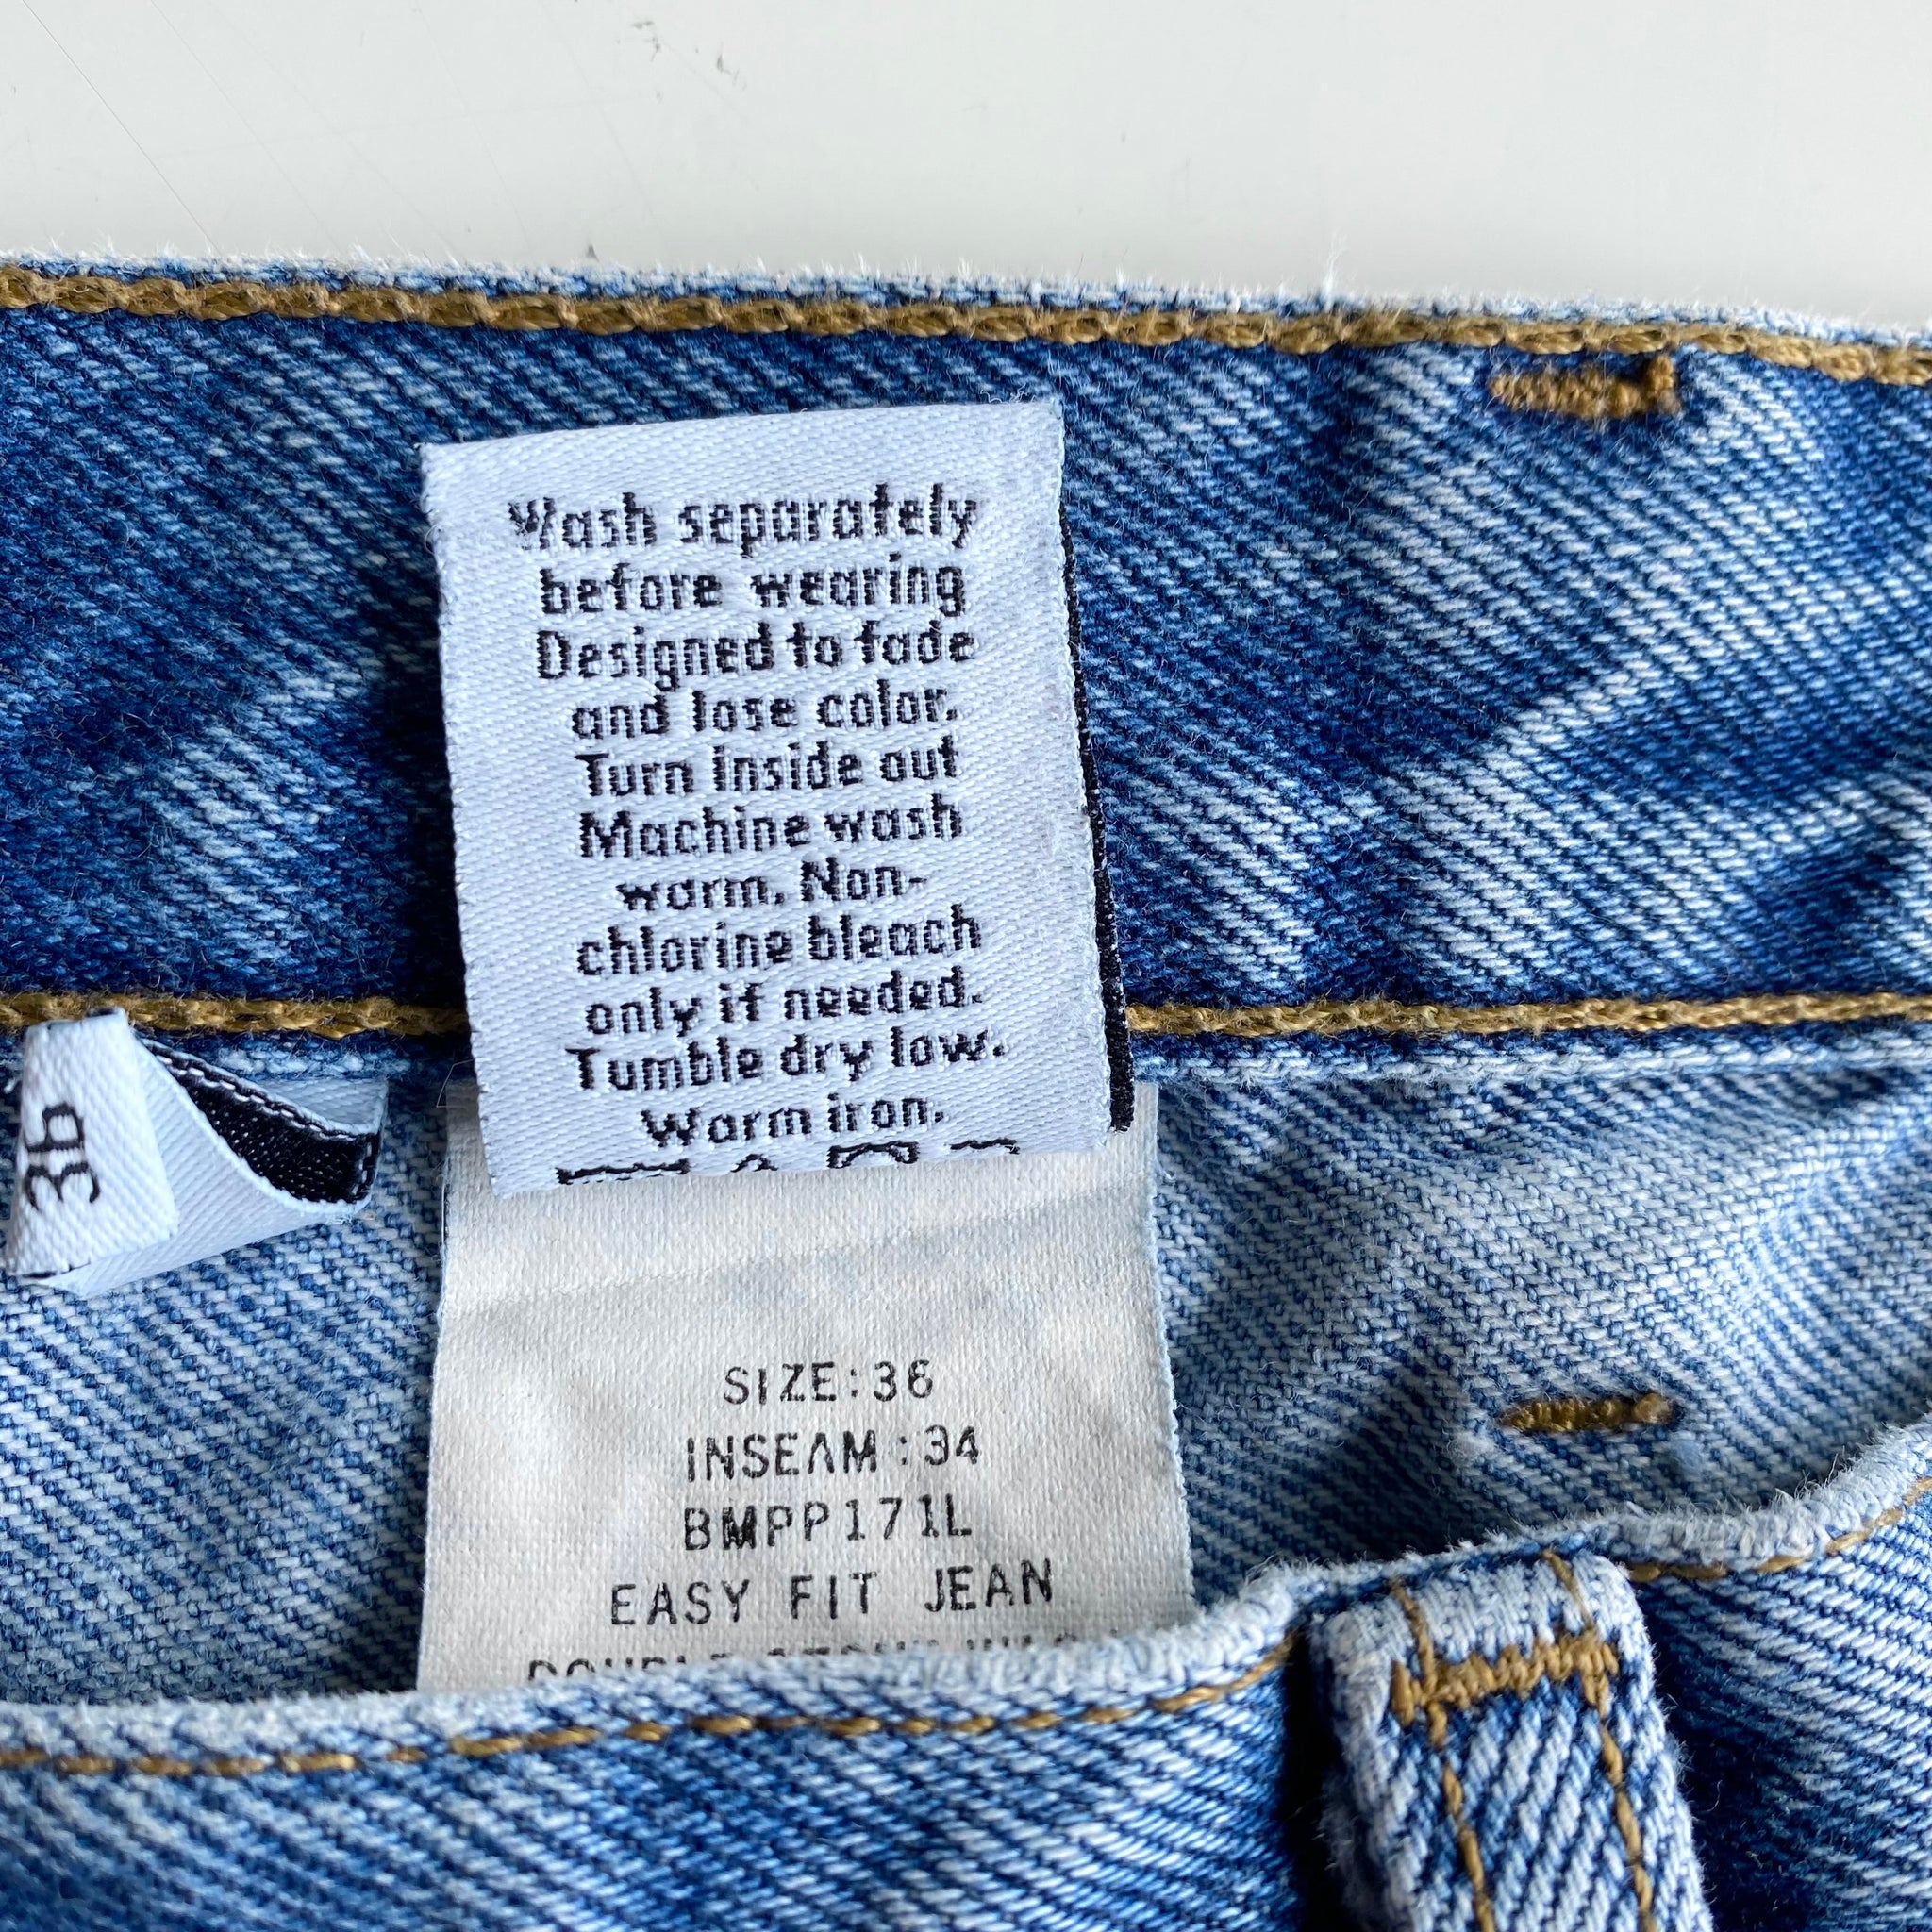 Wash separately
before wearing
Designed to fade
and lose color.
Turn inside out
Machine wash
warm. Non-
chlorine bleach
only if needed.
Tumble dry low.
Warm iron.
36
SIZE:36
INSEAM:34
BMPP171L
EASY FIT JEAN
DOUBLE